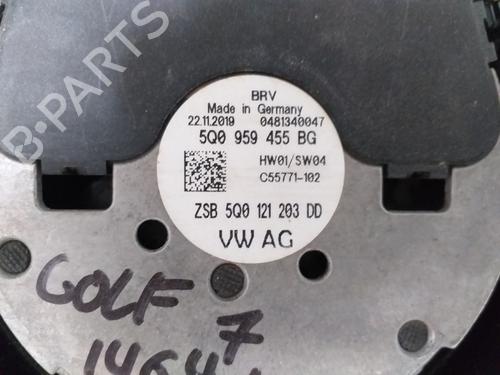 BRV
Made in Germany
22.11.2019 0481340047
5Q0 959 455 BG
HW01/SW04
C55771-102
ZSB 5Q0 121 203 DD
VW AG
GOLF 7
B-PARTS